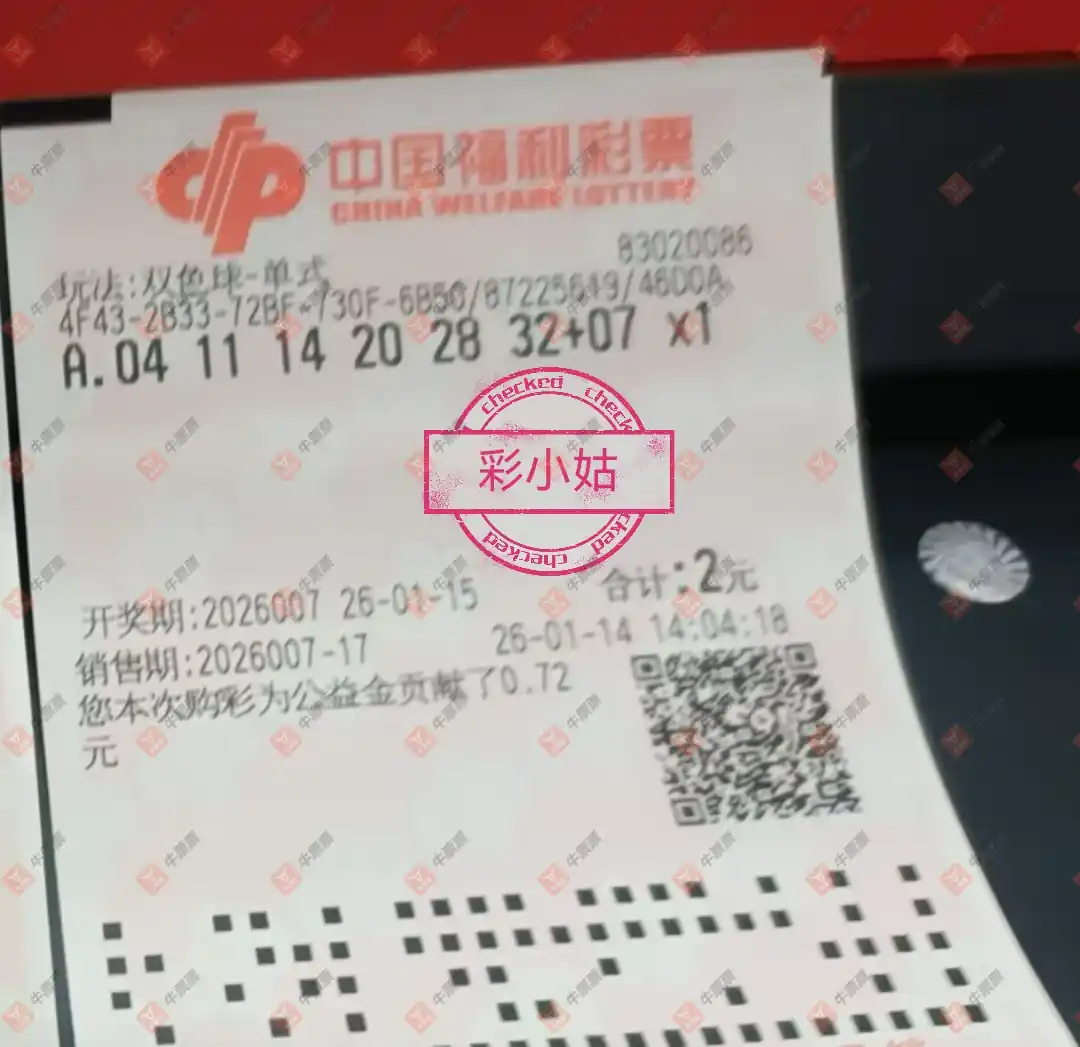 中国福利彩票
CHINA WELFARE LOTTERY
83020086
玩法:双色球-单式
4F43-2B33-72BF-730F-6B50/87225649/46D0A
A.04 11 14 20 28 32+07 x1
checked check
彩小姑
checked checked
合计:2元
开奖期:2026007 26-01-15
销售期:2026007-17 26-01-14 14:04:18
您本次购彩为公益金贡献了0.72
元